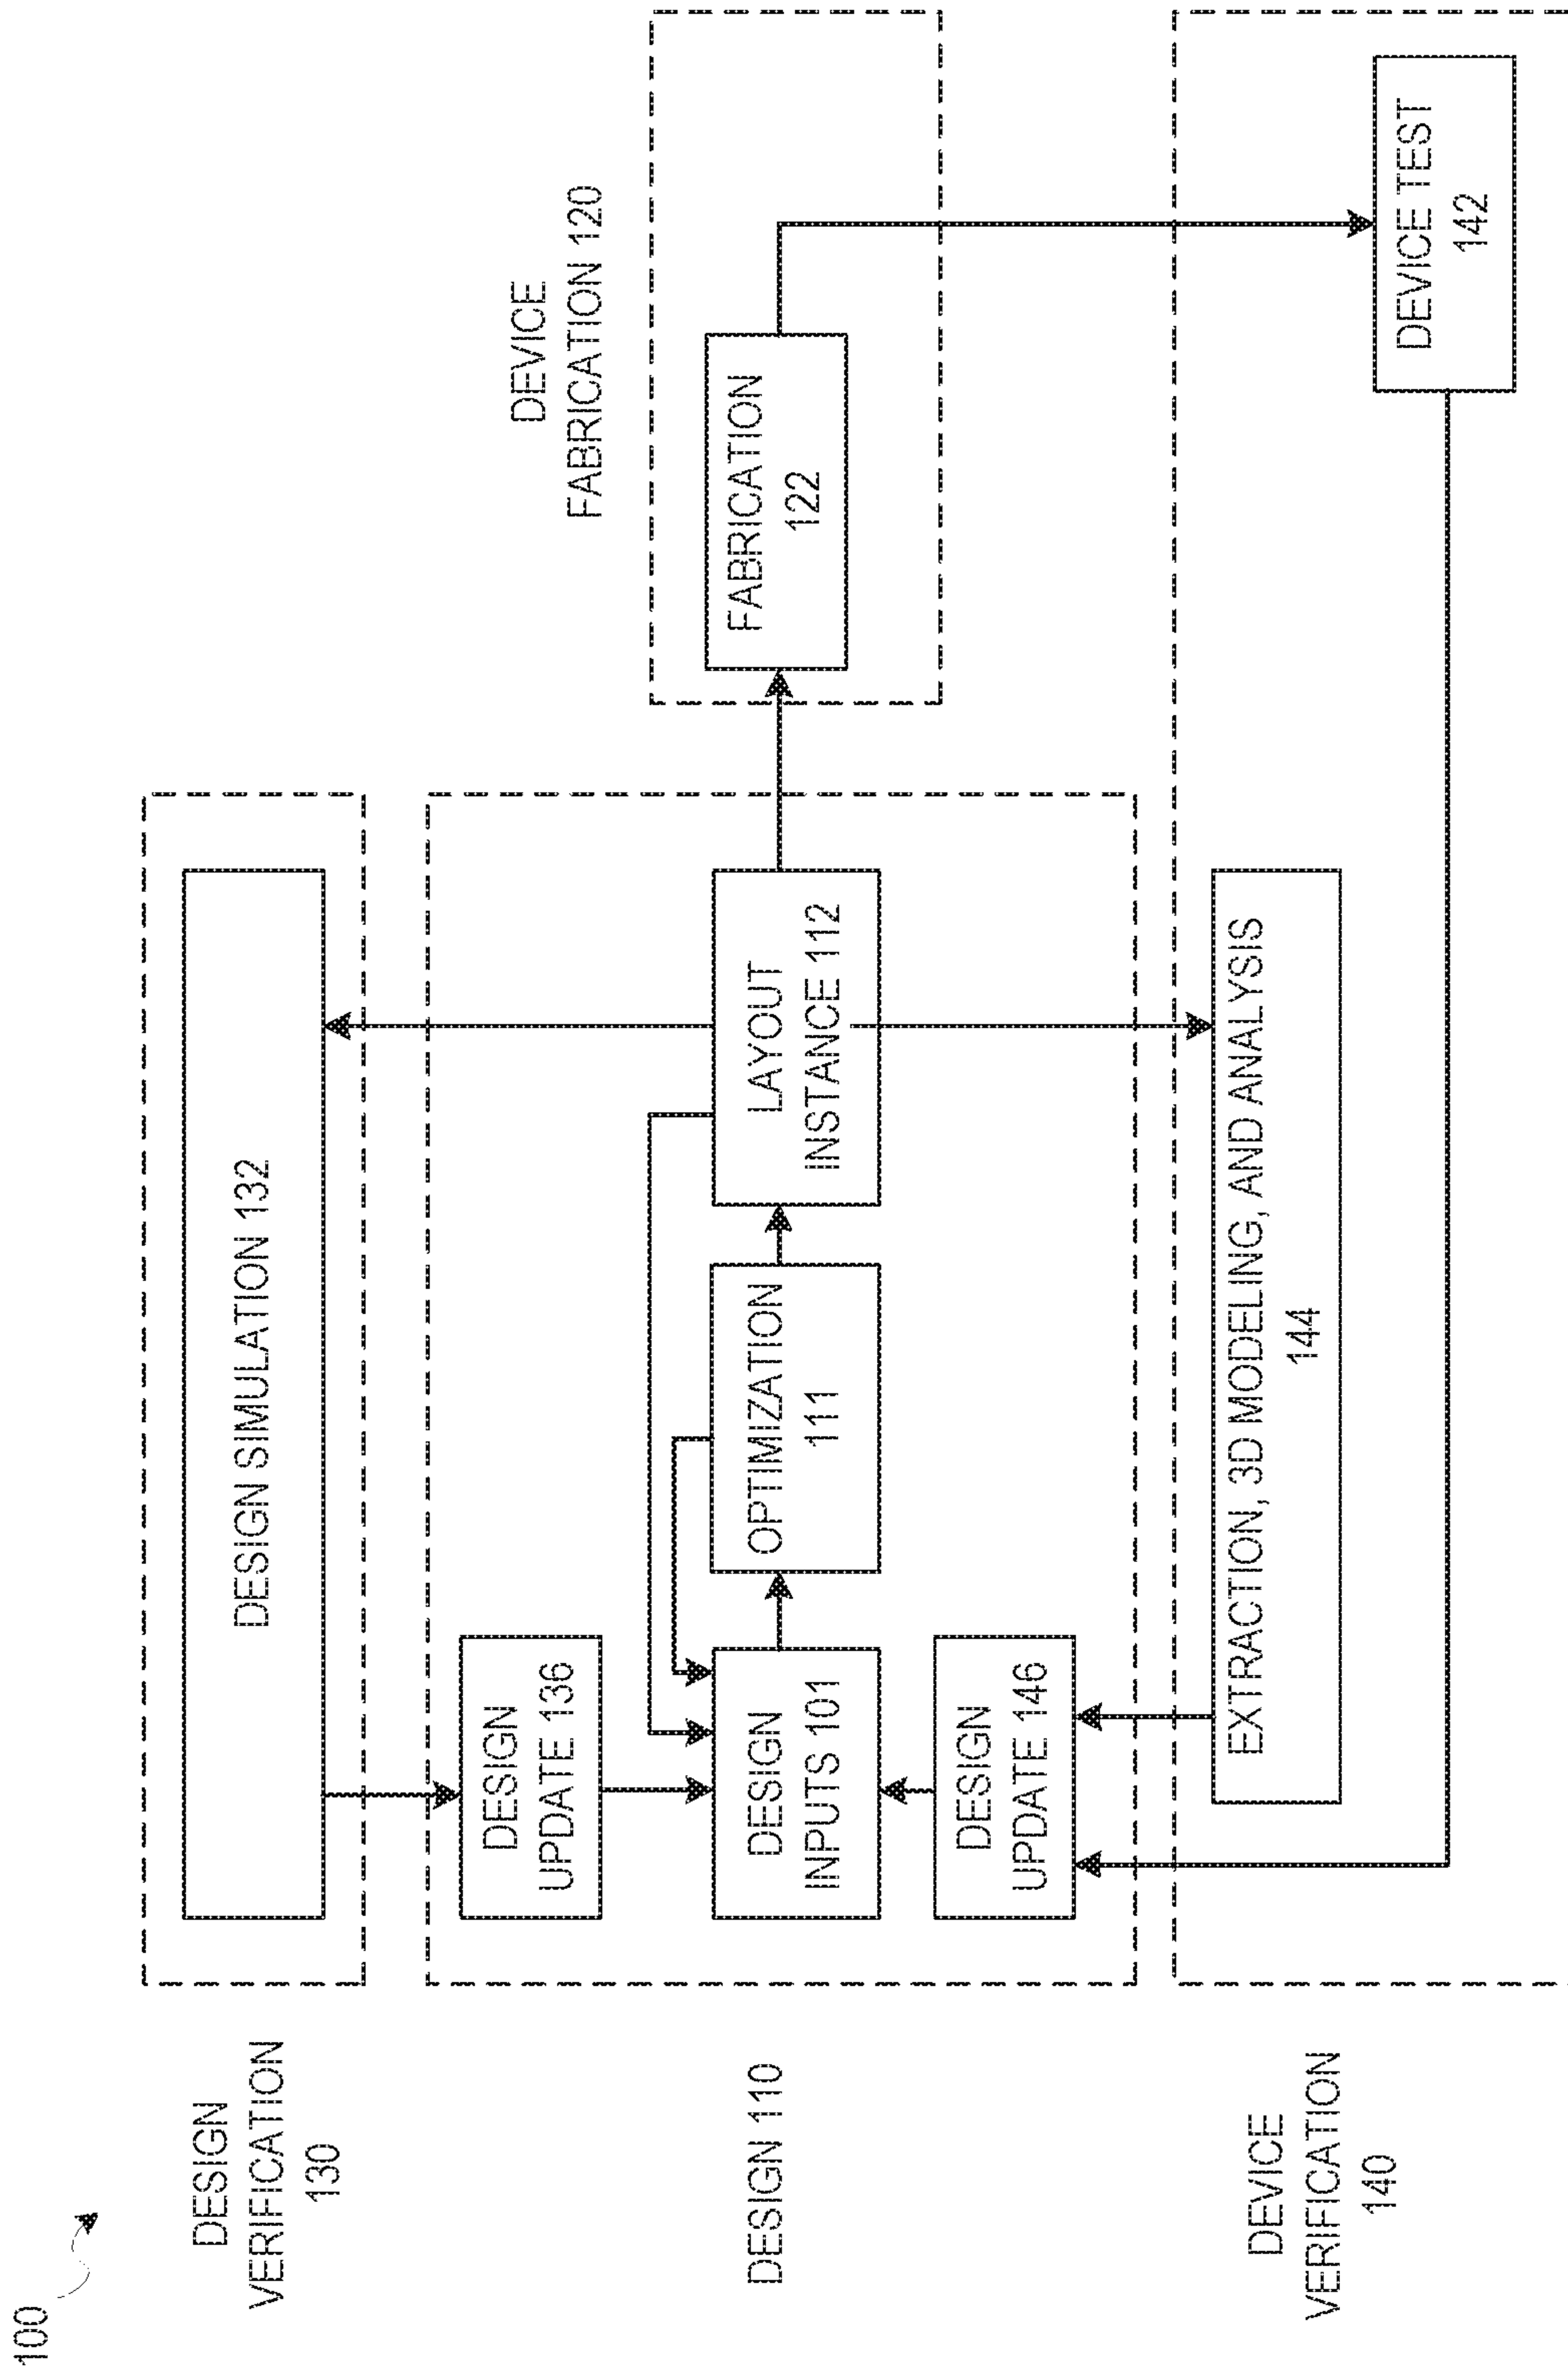 100
DESIGN
VERIFICATION
130
DESIGN SIMULATION 132
DESIGN 110
DESIGN
UPDATE 136
DESIGN
INPUTS 101
DESIGN
UPDATE 146
OPTIMIZATION
111
LAYOUT
INSTANCE 112
DEVICE
FABRICATION 120
FABRICATION
122
DEVICE
VERIFICATION
140
EXTRACTION, 3D MODELING, AND ANALYSIS
144
DEVICE TEST
142